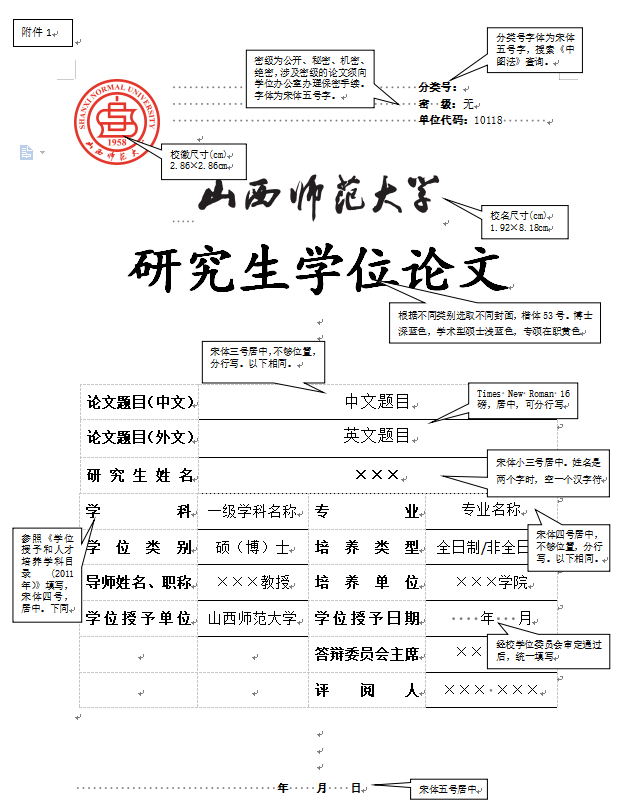 附件 1
分类号字体为宋体
五号字，搜索《中
图法》查询。
密级为公开、秘密、机密、
绝密，涉及密级的论文须向
学位办公室办理保密手续。
字体为宋体五号字。
分类号：
密 级：无
单位代码：10118
SHANXI NORMAL UNIVERSITY
1958
山西师范大学
校徽尺寸(cm)
2.86×2.86cm
山西师范大学
校名尺寸(cm)
1.92×8.18cm
研究生学位论文
根据不同类别选取不同封面，楷体 53 号。博士
深蓝色，学术型硕士浅蓝色，专硕在职黄色
宋体三号居中，不够位置，
分行写。以下相同。
Times New Roman 16
磅，居中，可分行写
论文题目（中文） 中文题目
论文题目（外文） 英文题目
研究生姓名 ×××
宋体小三号居中。姓名是
两个字时，空一个汉字符
学 科 一级学科名称 专 业 专业名称
参照《学位
授予和人才
培养学科目
录 (2011
年)》填写，
宋体四号，
居中。下同
宋体四号居中，
不够位置，分行
写。以下相同。
学位类别 硕（博）士 培养类型 全日制/非全日
导师姓名、职称 ×××教授 培养单位 ×××学院
学位授予单位 山西师范大学 学位授予日期 年 月
经校学位委员会审定通过
后，统一填写
答辩委员会主席 ××
评阅人 ××× ×××
年 月 日
宋体五号居中